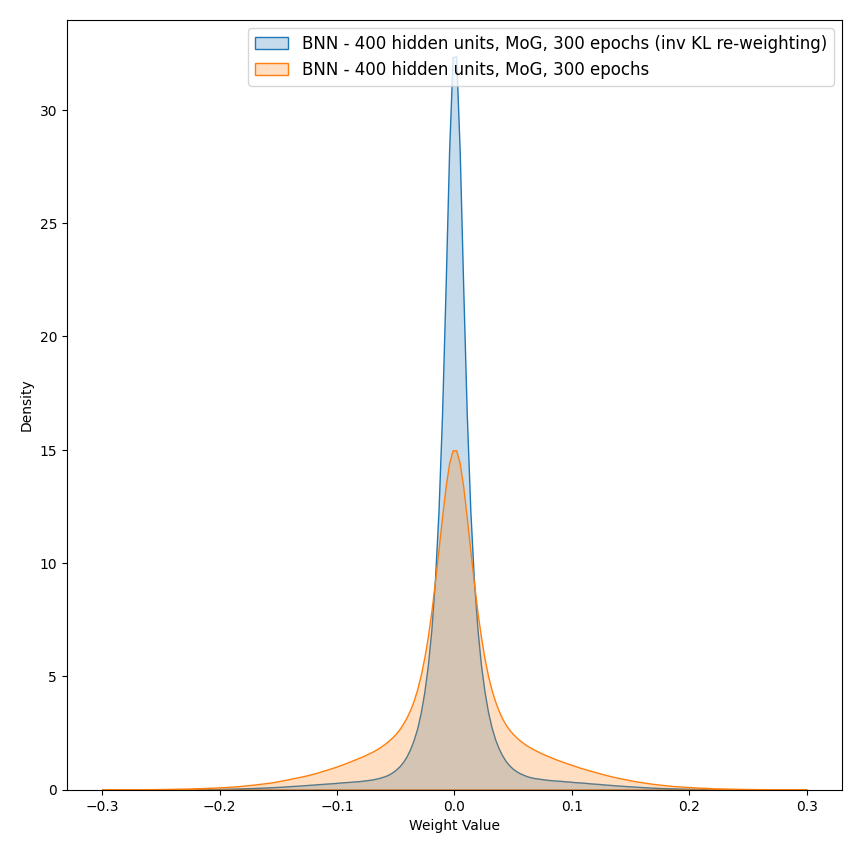 BNN - 400 hidden units, MoG, 300 epochs (inv KL re-weighting)
BNN - 400 hidden units, MoG, 300 epochs
30
25
20
15
10
5
0
Density
−0.3 −0.2 −0.1 0.0 0.1 0.2 0.3
Weight Value